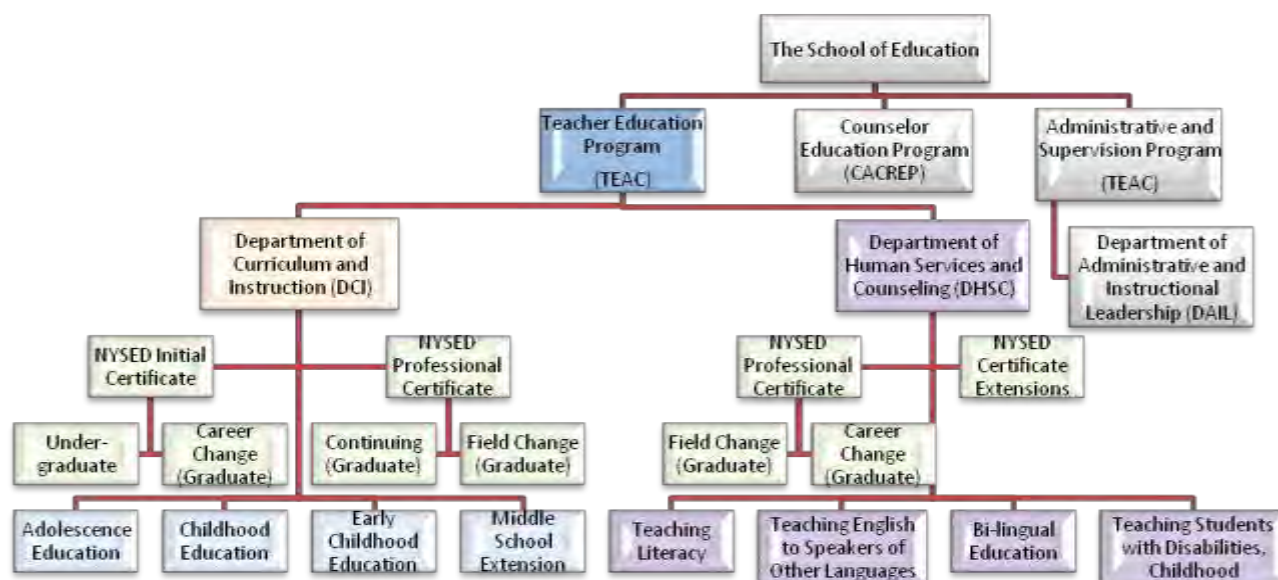 The School of Education
Teacher Education
Program
(TEAC)
Counselor
Education Program
(CACREP)
Administrative and
Supervision Program
(TEAC)
Department of
Curriculum and
Instruction (DCI)
Department of
Human Services and
Counseling (DHSC)
Department of
Administrative and
Instructional
Leadership (DAIL)
NYSED Initial
Certificate
NYSED
Professional
Certificate
NYSED
Professional
Certificate
NYSED
Certificate
Extensions
Under-
graduate
Career
Change
(Graduate)
Continuing
(Graduate)
Field Change
(Graduate)
Field Change
(Graduate)
Career
Change
(Graduate)
Adolescence
Education
Childhood
Education
Early
Childhood
Education
Middle
School
Extension
Teaching
Literacy
Teaching English
to Speakers of
Other Languages
Bi-lingual
Education
Teaching Students
with Disabilities,
Childhood